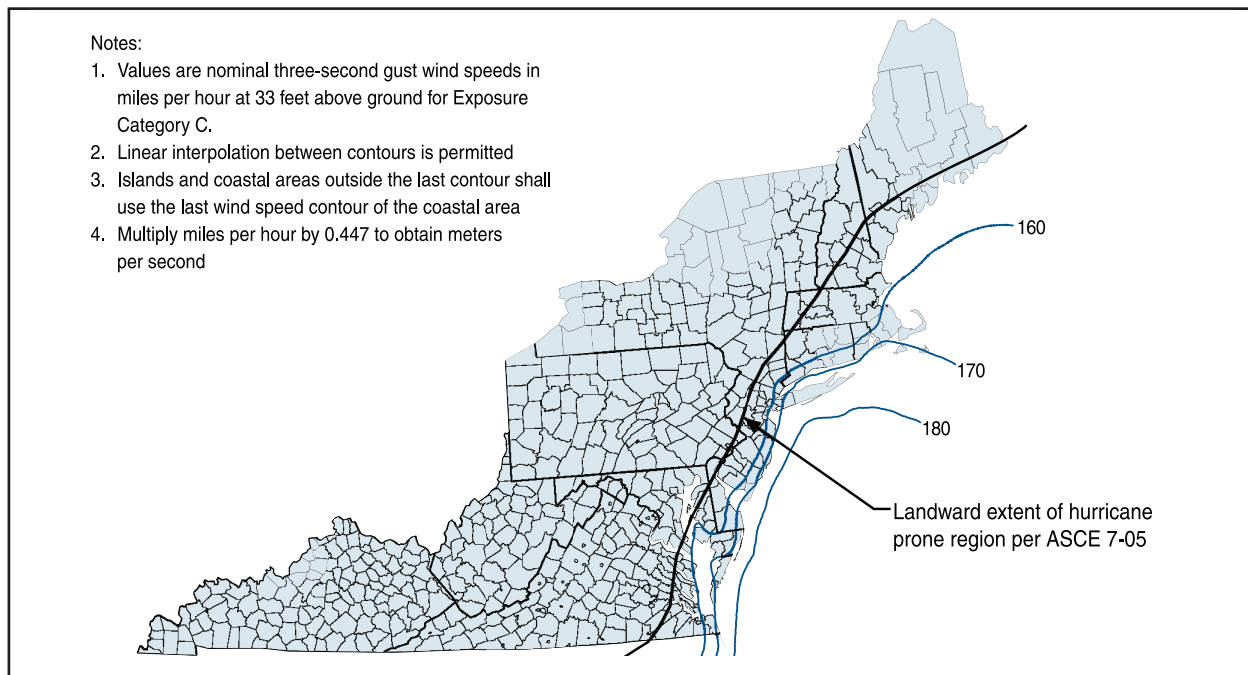 Notes:
1. Values are nominal three-second gust wind speeds in
miles per hour at 33 feet above ground for Exposure
Category C.
2. Linear interpolation between contours is permitted
3. Islands and coastal areas outside the last contour shall
use the last wind speed contour of the coastal area
4. Multiply miles per hour by 0.447 to obtain meters
per second
160
170
180
Landward extent of hurricane
prone region per ASCE 7-05